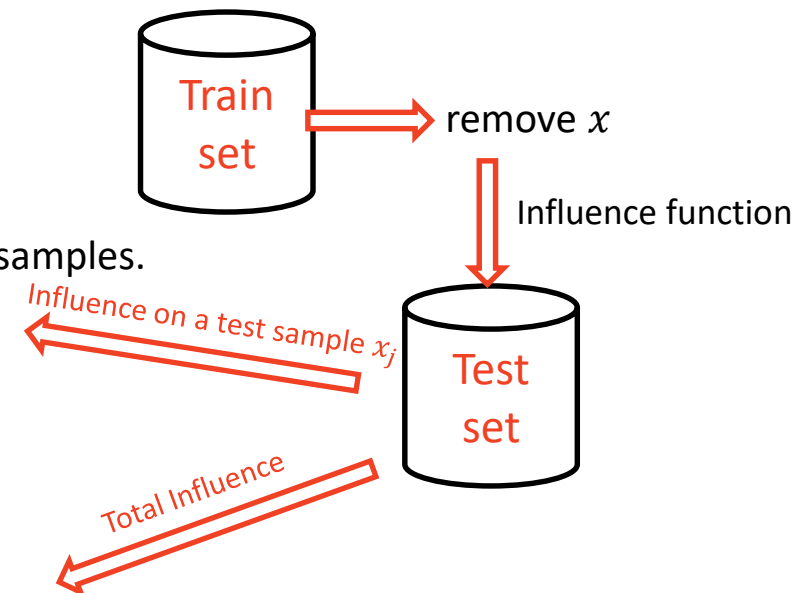 Train
set
remove x
Influence function
samples.
Influence on a test sample xⱼ
Test
set
Total Influence